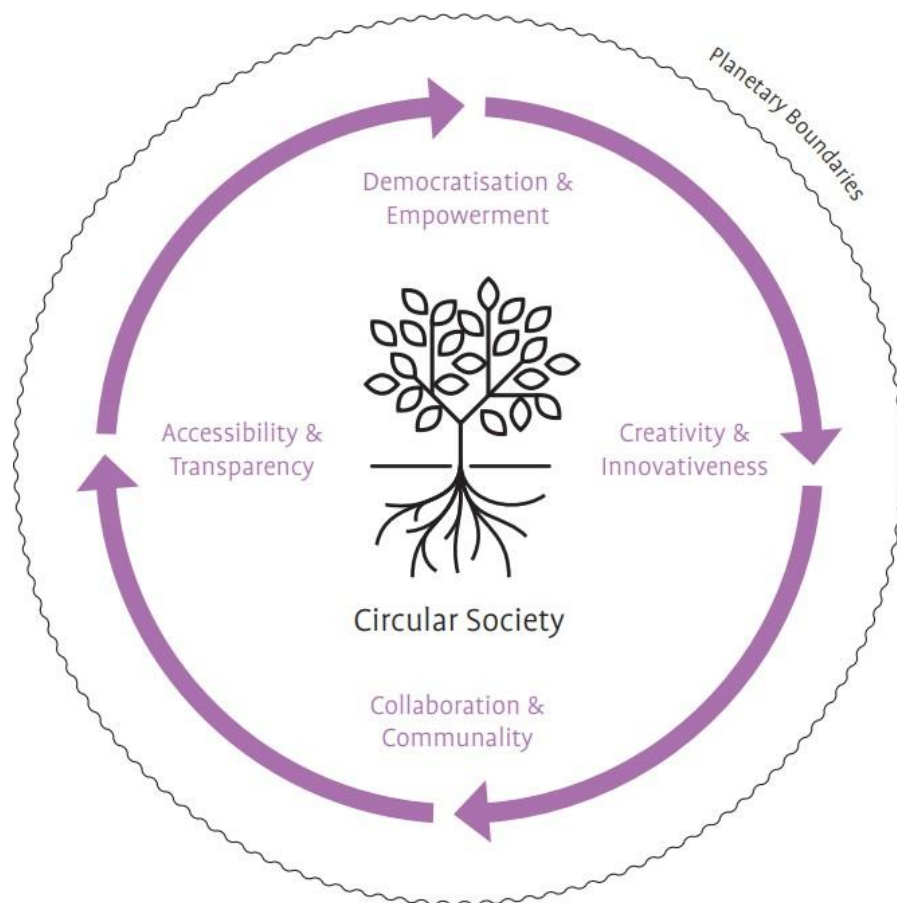 Planetary Boundaries
Democratisation &
Empowerment
Accessibility &
Transparency
Creativity &
Innovativeness
Circular Society
Collaboration &
Communality